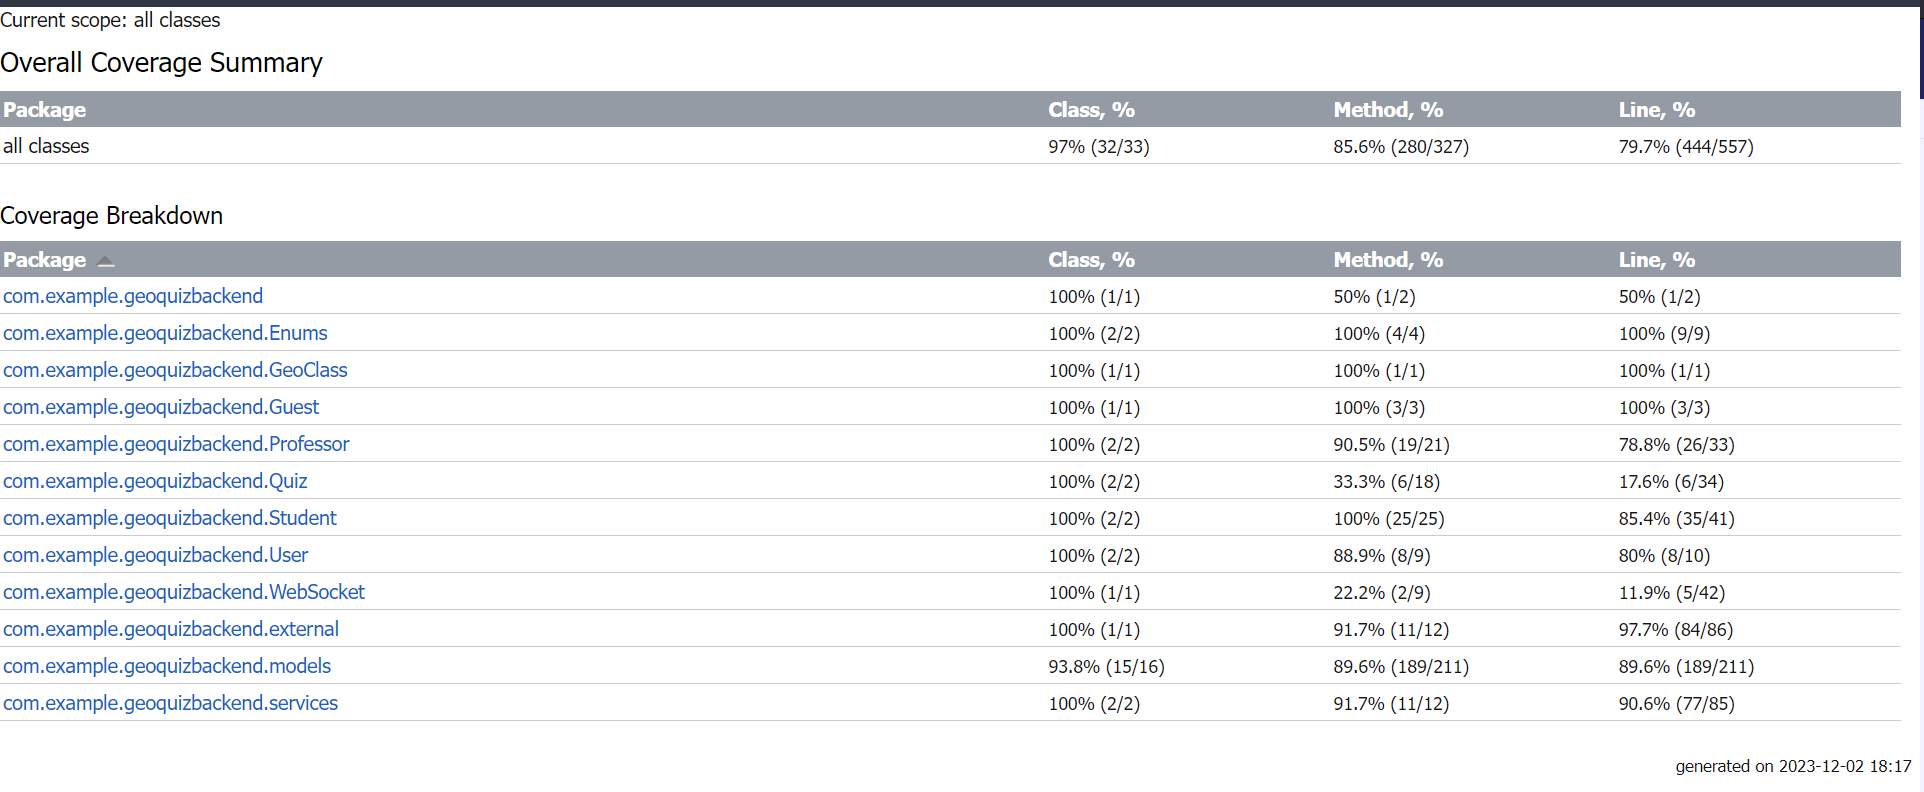 Current scope: all classes
Overall Coverage Summary
Package Class, % Method, % Line, %
all classes 97% (32/33) 85.6% (280/327) 79.7% (444/557)
Coverage Breakdown
Package Class, % Method, % Line, %
com.example.geoquizbackend 100% (1/1) 50% (1/2) 50% (1/2)
com.example.geoquizbackend.Enums 100% (2/2) 100% (4/4) 100% (9/9)
com.example.geoquizbackend.GeoClass 100% (1/1) 100% (1/1) 100% (1/1)
com.example.geoquizbackend.Guest 100% (1/1) 100% (3/3) 100% (3/3)
com.example.geoquizbackend.Professor 100% (2/2) 90.5% (19/21) 78.8% (26/33)
com.example.geoquizbackend.Quiz 100% (2/2) 33.3% (6/18) 17.6% (6/34)
com.example.geoquizbackend.Student 100% (2/2) 100% (25/25) 85.4% (35/41)
com.example.geoquizbackend.User 100% (2/2) 88.9% (8/9) 80% (8/10)
com.example.geoquizbackend.WebSocket 100% (1/1) 22.2% (2/9) 11.9% (5/42)
com.example.geoquizbackend.external 100% (1/1) 91.7% (11/12) 97.7% (84/86)
com.example.geoquizbackend.models 93.8% (15/16) 89.6% (189/211) 89.6% (189/211)
com.example.geoquizbackend.services 100% (2/2) 91.7% (11/12) 90.6% (77/85)
generated on 2023-12-02 18:17